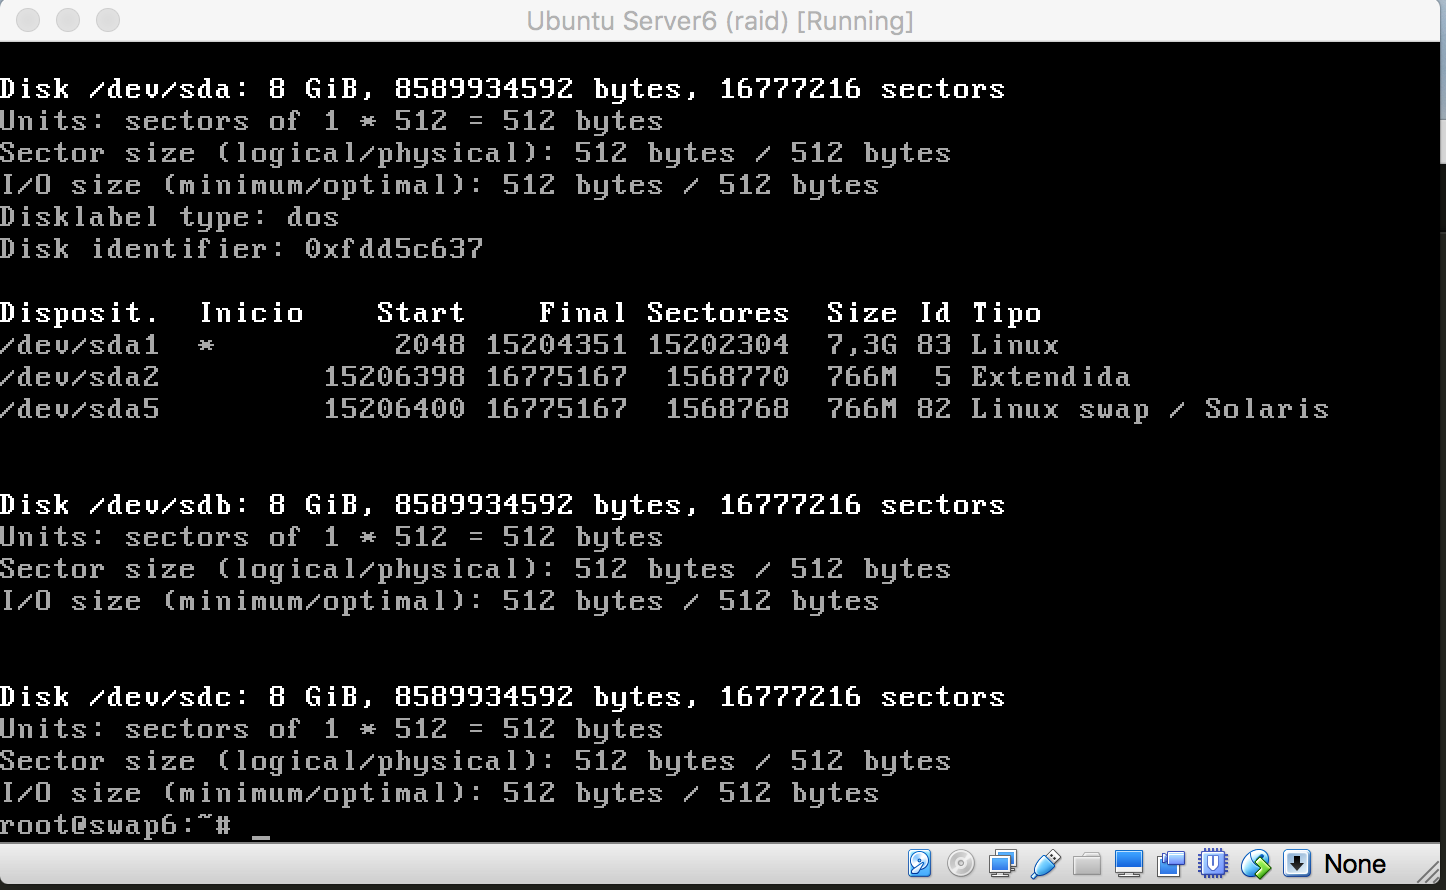 Ubuntu Server6 (raid) [Running]
Disk /dev/sda: 8 GiB, 8589934592 bytes, 16777216 sectors
Units: sectors of 1 * 512 = 512 bytes
Sector size (logical/physical): 512 bytes / 512 bytes
I/O size (minimum/optimal): 512 bytes / 512 bytes
Disklabel type: dos
Disk identifier: 0xfdd5c637
Disposit. Inicio Start Final Sectores Size Id Tipo
/dev/sda1 * 2048 15204351 15202304 7,3G 83 Linux
/dev/sda2 15206398 16775167 1568770 766M 5 Extendida
/dev/sda5 15206400 16775167 1568768 766M 82 Linux swap / Solaris
Disk /dev/sdb: 8 GiB, 8589934592 bytes, 16777216 sectors
Units: sectors of 1 * 512 = 512 bytes
Sector size (logical/physical): 512 bytes / 512 bytes
I/O size (minimum/optimal): 512 bytes / 512 bytes
Disk /dev/sdc: 8 GiB, 8589934592 bytes, 16777216 sectors
Units: sectors of 1 * 512 = 512 bytes
Sector size (logical/physical): 512 bytes / 512 bytes
I/O size (minimum/optimal): 512 bytes / 512 bytes
root@swap6:~# _
None